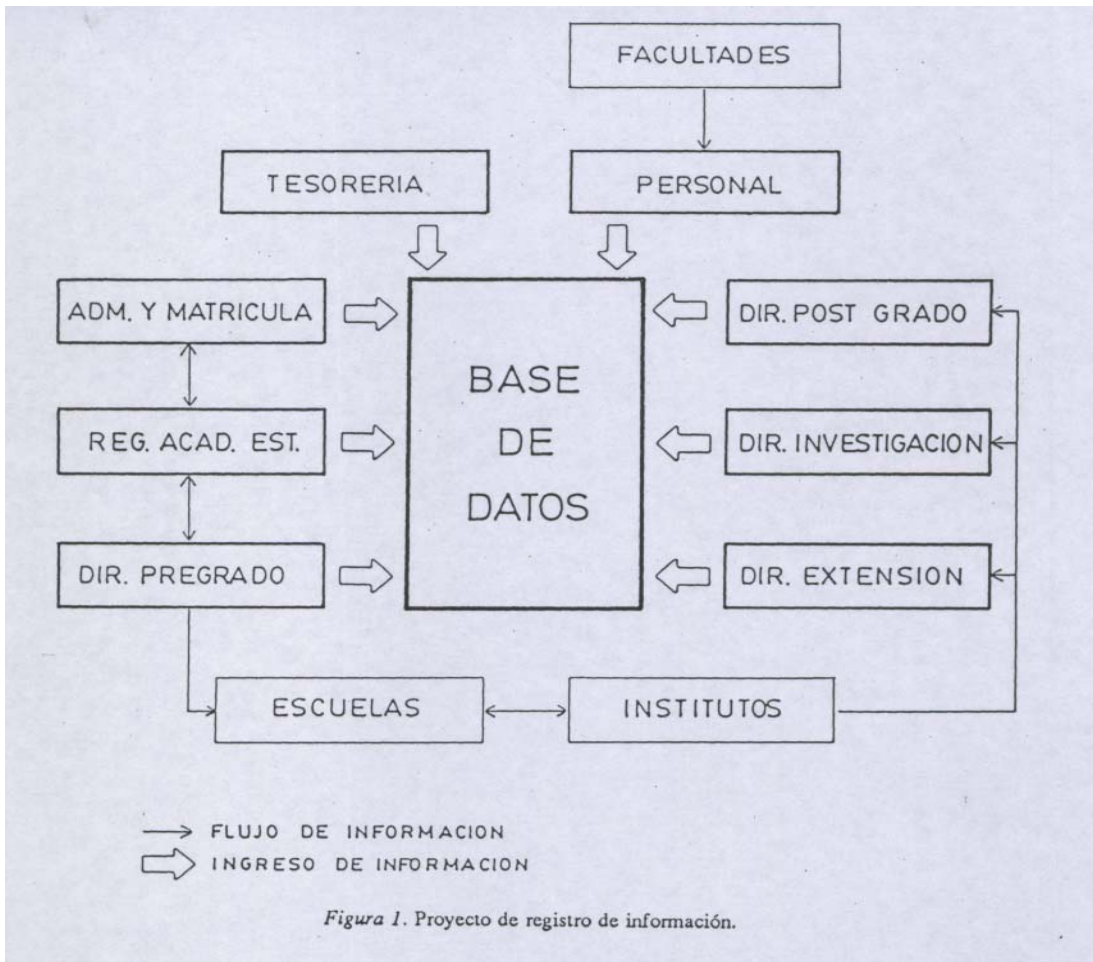 FACULTADES
TESORERIA
PERSONAL
ADM. Y MATRICULA
DIR. POST GRADO
BASE
DE
DATOS
REG. ACAD. EST.
DIR. INVESTIGACION
DIR. PREGRADO
DIR. EXTENSION
ESCUELAS
INSTITUTOS
FLUJO DE INFORMACION
INGRESO DE INFORMACION
Figura 1. Proyecto de registro de información.